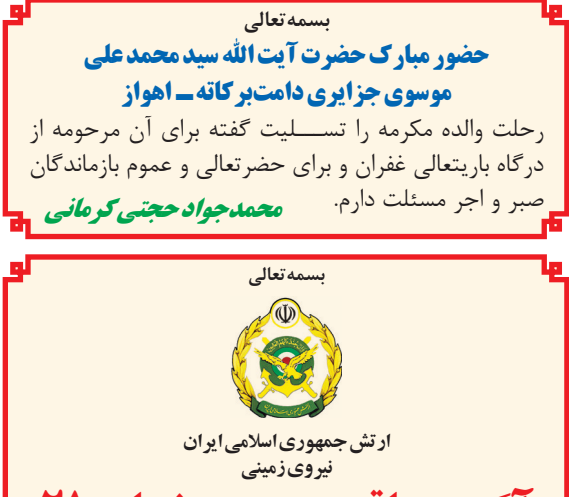 بسمه تعالی
حضور مبارک حضرت آیت الله سید محمد علی
موسوی جزایری دامت برکاته ـ اهواز
رحلت والده مکرمه را تسـلیت گفته برای آن مرحومه از
درگاه باریتعالی غفران و برای حضرتعالی و عموم بازماندگان
صبر و اجر مسئلت دارم.
محمدجواد حجتی کرمانی
بسمه تعالی
ارتش جمهوری اسلامی ایران
نیروی زمینی